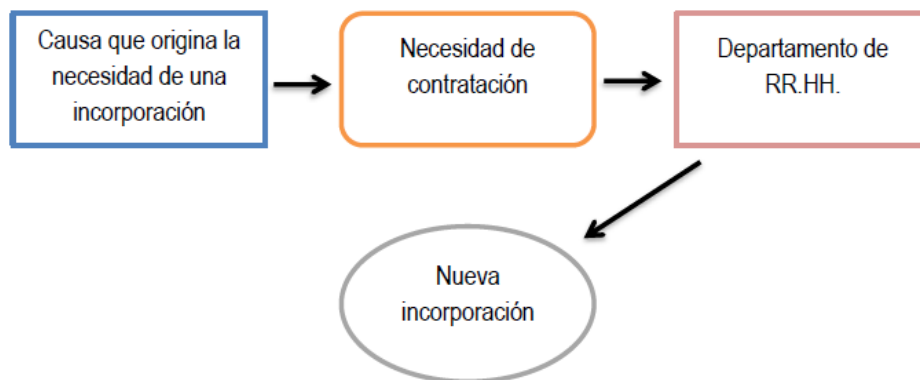 Causa que origina la
necesidad de una
incorporación
Necesidad de
contratación
Departamento de
RR.HH.
Nueva
incorporación